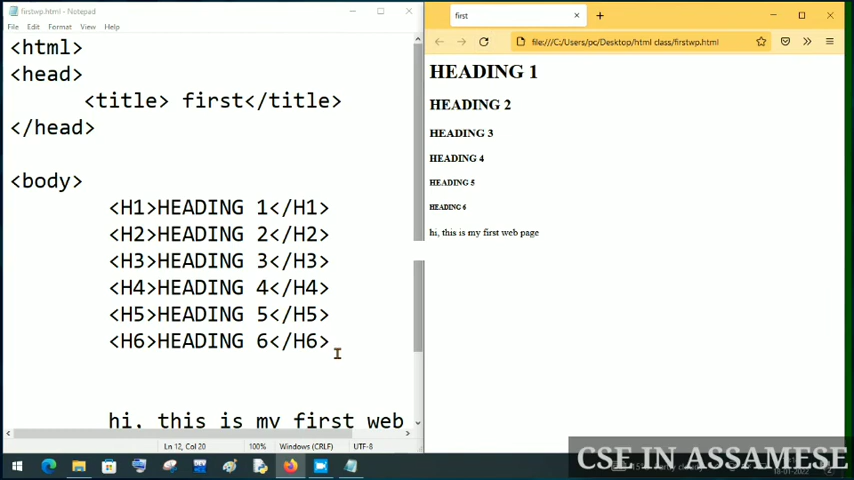 firstwp.html - Notepad
File Edit Format View Help
<html>
<head>
<title> first</title>
</head>
<body>
<H1>HEADING 1</H1>
<H2>HEADING 2</H2>
<H3>HEADING 3</H3>
<H4>HEADING 4</H4>
<H5>HEADING 5</H5>
<H6>HEADING 6</H6>
hi, this is my first web
Ln 12, Col 20 100% Windows (CRLF) UTF-8
first
file:///C:/Users/pc/Desktop/html class/firstwp.html
HEADING 1
HEADING 2
HEADING 3
HEADING 4
HEADING 5
HEADING 6
hi, this is my first web page
CSE IN ASSAMESE
18-01-2022